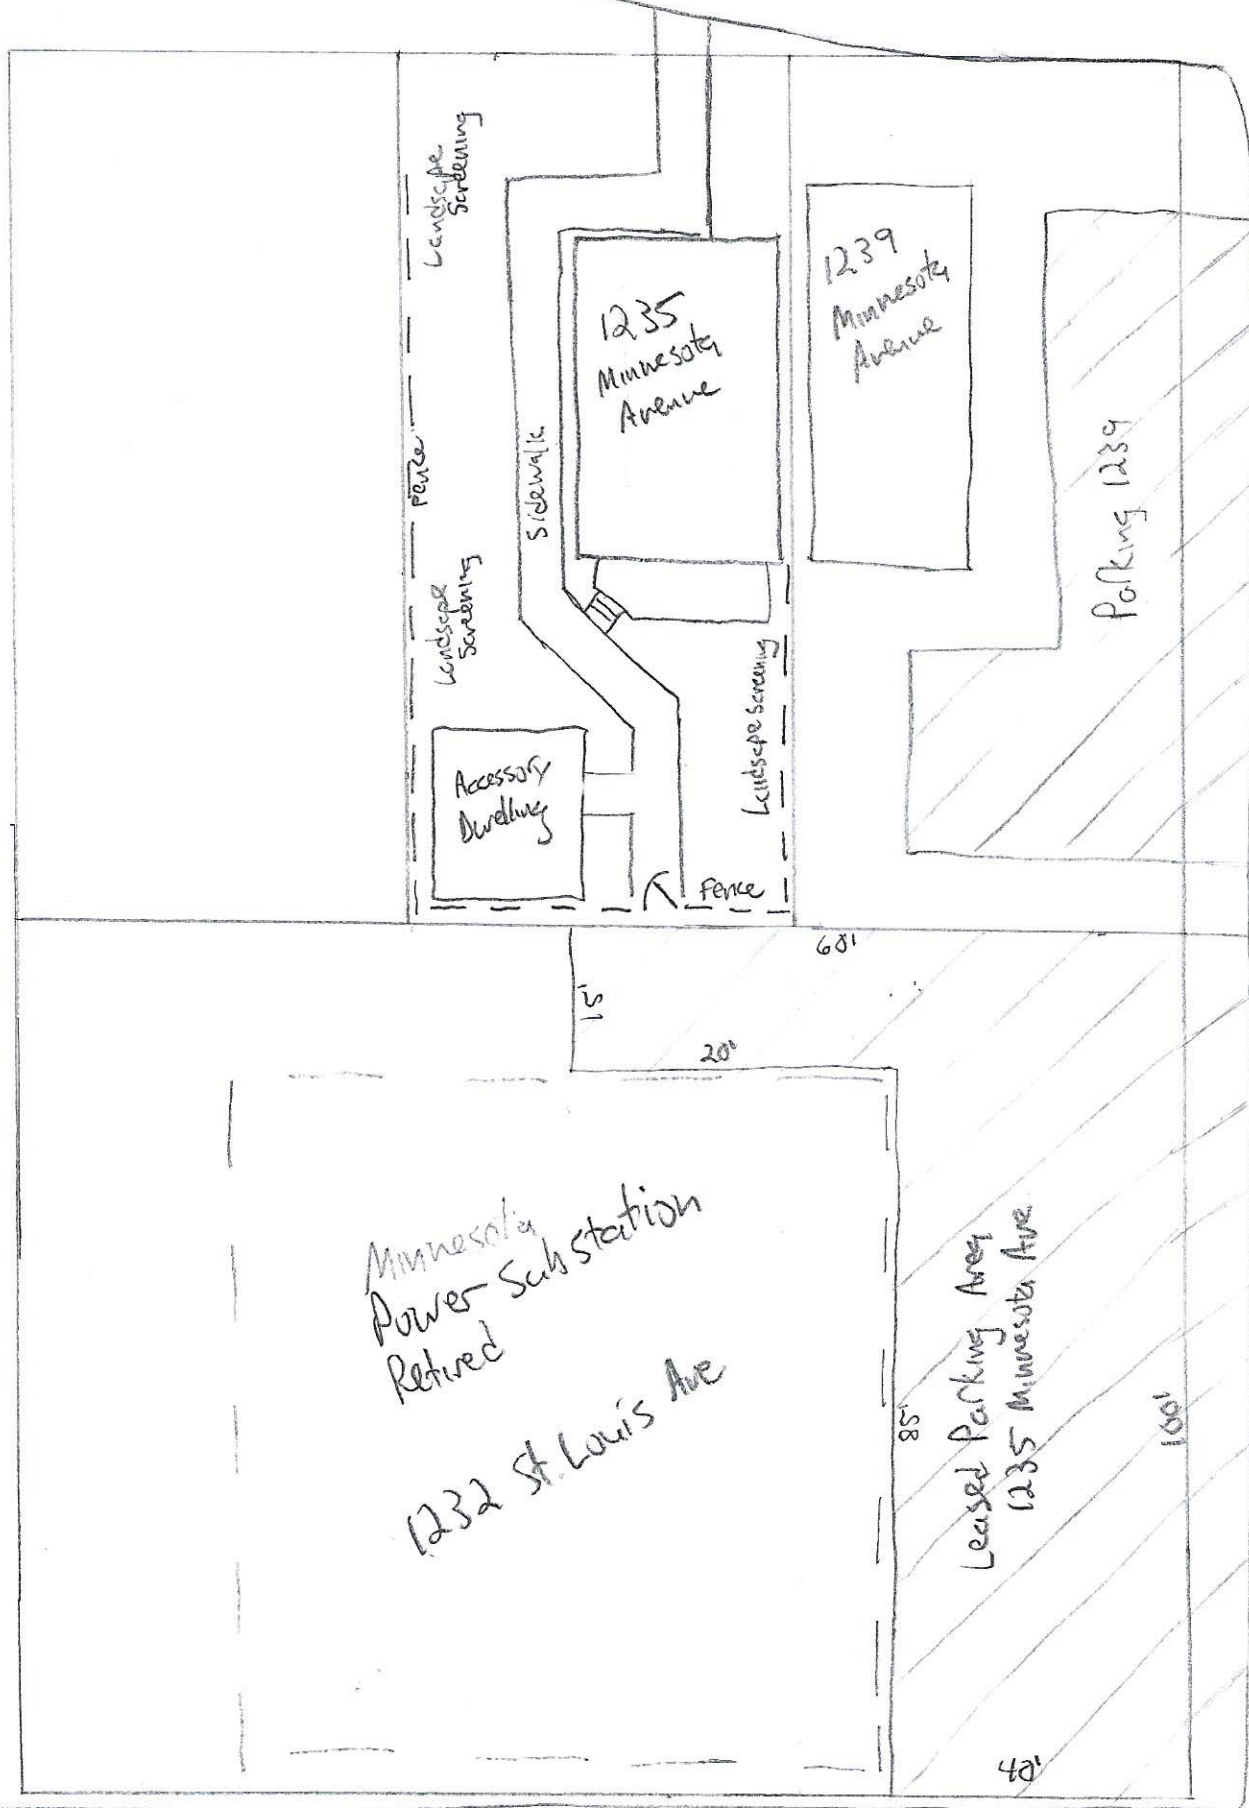 Landscape
Screening
1235
Minnesota
Avenue
1239
Minnesota
Avenue
Fence
Sidewalk
Parking 1239
Landscape
Screening
Landscape Screening
Accessory
Dwelling
Fence
60'
15'
20'
Minnesota
Power Substation
Retired
1232 St. Louis Ave
Leased Parking Area
1235 Minnesota Ave
85'
100'
40'